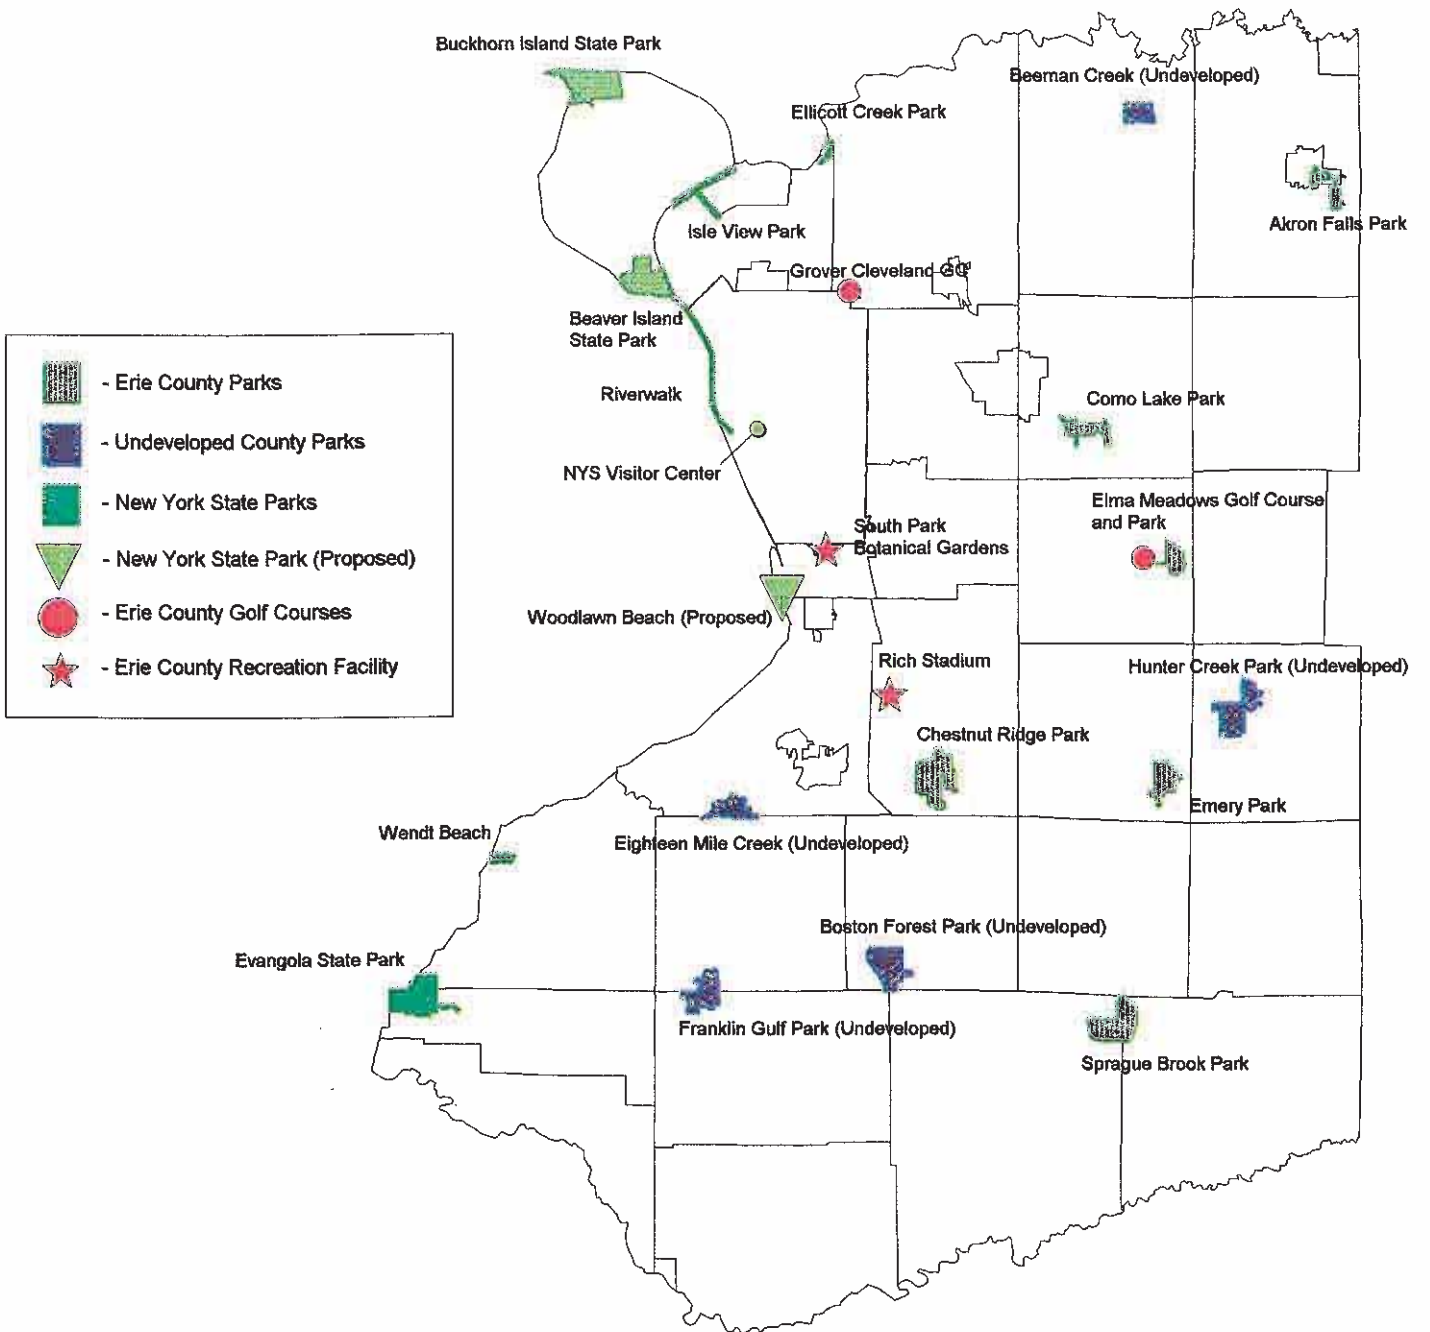 Buckhorn Island State Park
Beeman Creek (Undeveloped)
Ellicott Creek Park
Akron Falls Park
Isle View Park
Grover Cleveland GC
Beaver Island
State Park
- Erie County Parks
Riverwalk
Como Lake Park
- Undeveloped County Parks
NYS Visitor Center
- New York State Parks
Elma Meadows Golf Course
and Park
South Park
Botanical Gardens
- New York State Park (Proposed)
- Erie County Golf Courses
Woodlawn Beach (Proposed)
- Erie County Recreation Facility
Rich Stadium
Hunter Creek Park (Undeveloped)
Chestnut Ridge Park
Emery Park
Wendt Beach
Eighteen Mile Creek (Undeveloped)
Boston Forest Park (Undeveloped)
Evangola State Park
Franklin Gulf Park (Undeveloped)
Sprague Brook Park